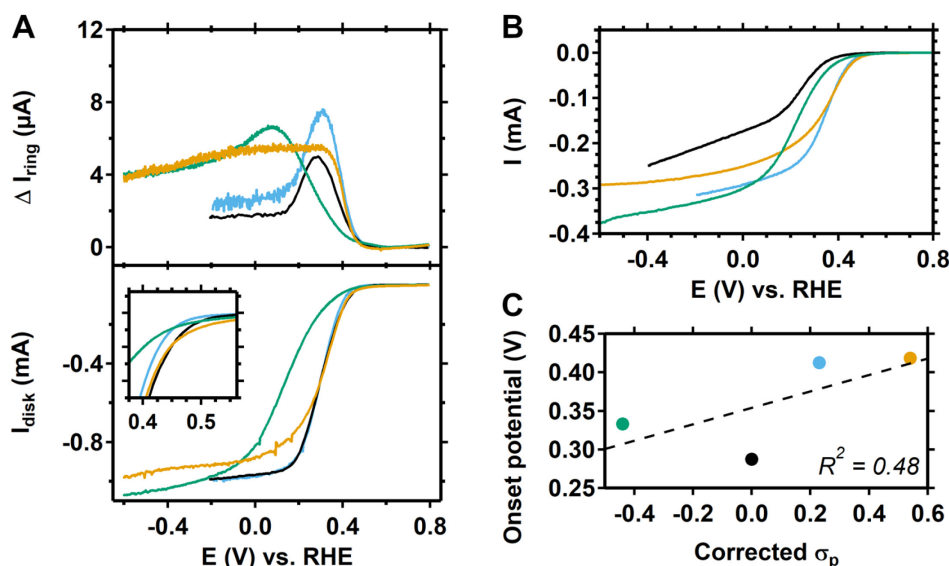 A
12
8
4
0
Δ I_ring (µA)
-0.4
-0.8
I_disk (mA)
0.4 0.5
-0.4 0.0 0.4 0.8
E (V) vs. RHE
B
0.0
-0.1
-0.2
-0.3
-0.4
I (mA)
-0.4 0.0 0.4 0.8
E (V) vs. RHE
C
0.45
0.40
0.35
0.30
0.25
Onset potential (V)
R² = 0.48
-0.4 -0.2 0.0 0.2 0.4 0.6
Corrected σ_p